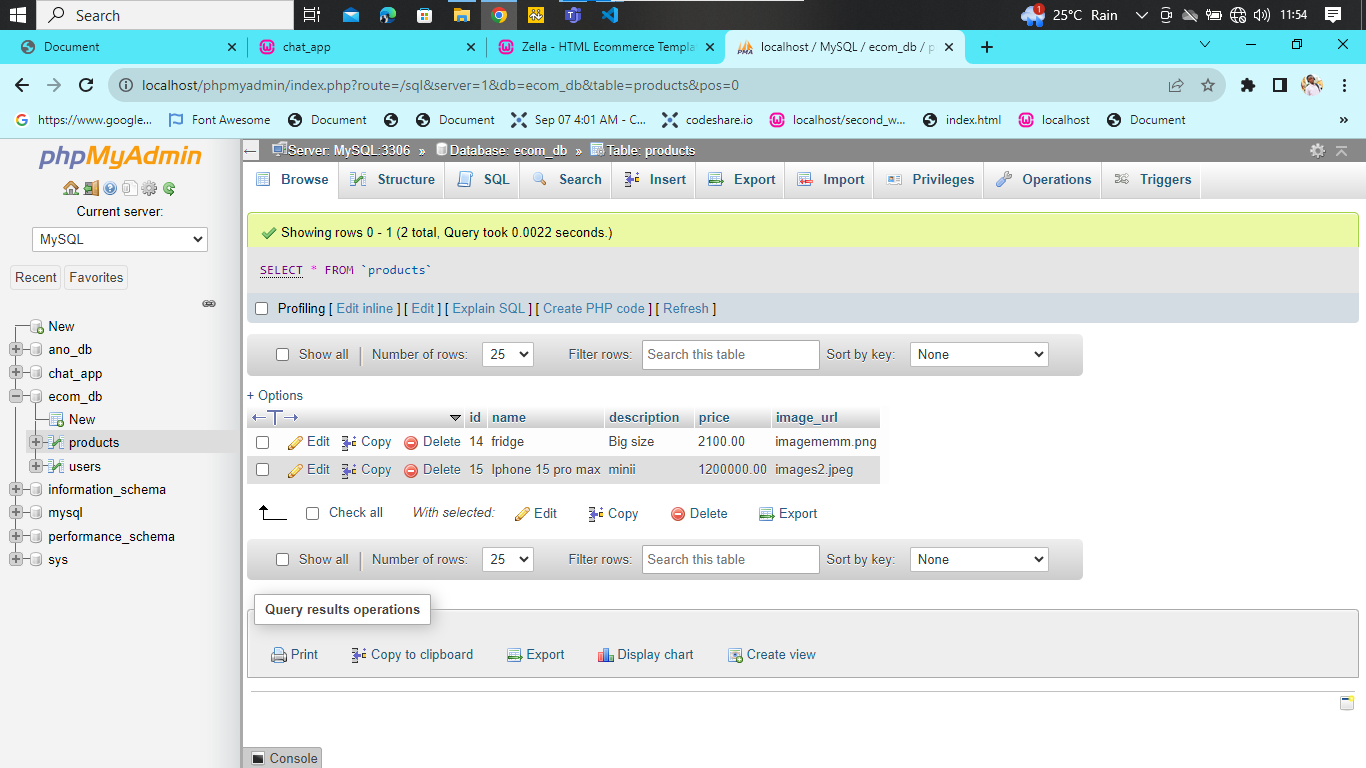 Search
1
25°C Rain
11:54
Document
chat_app
Zella - HTML Ecommerce Templa
localhost / MySQL / ecom_db / p
localhost/phpmyadmin/index.php?route=/sql&server=1&db=ecom_db&table=products&pos=0
https://www.google...
Font Awesome
Document
Document
Sep 07 4:01 AM - C...
codeshare.io
localhost/second_w...
index.html
localhost
Document
»
phpMyAdmin
Current server:
MySQL
Recent
Favorites
New
ano_db
chat_app
ecom_db
New
products
users
information_schema
mysql
performance_schema
sys
Server: MySQL:3306 » Database: ecom_db » Table: products
Browse
Structure
SQL
Search
Insert
Export
Import
Privileges
Operations
Triggers
Showing rows 0 - 1 (2 total, Query took 0.0022 seconds.)
SELECT * FROM `products`
Profiling [ Edit inline ] [ Edit ] [ Explain SQL ] [ Create PHP code ] [ Refresh ]
Show all | Number of rows: 25 Filter rows: Search this table Sort by key: None
+ Options
←T→ id name description price image_url
Edit Copy Delete 14 fridge Big size 2100.00 imagememm.png
Edit Copy Delete 15 Iphone 15 pro max minii 1200000.00 images2.jpeg
Check all With selected: Edit Copy Delete Export
Show all | Number of rows: 25 Filter rows: Search this table Sort by key: None
Query results operations
Print Copy to clipboard Export Display chart Create view
Console